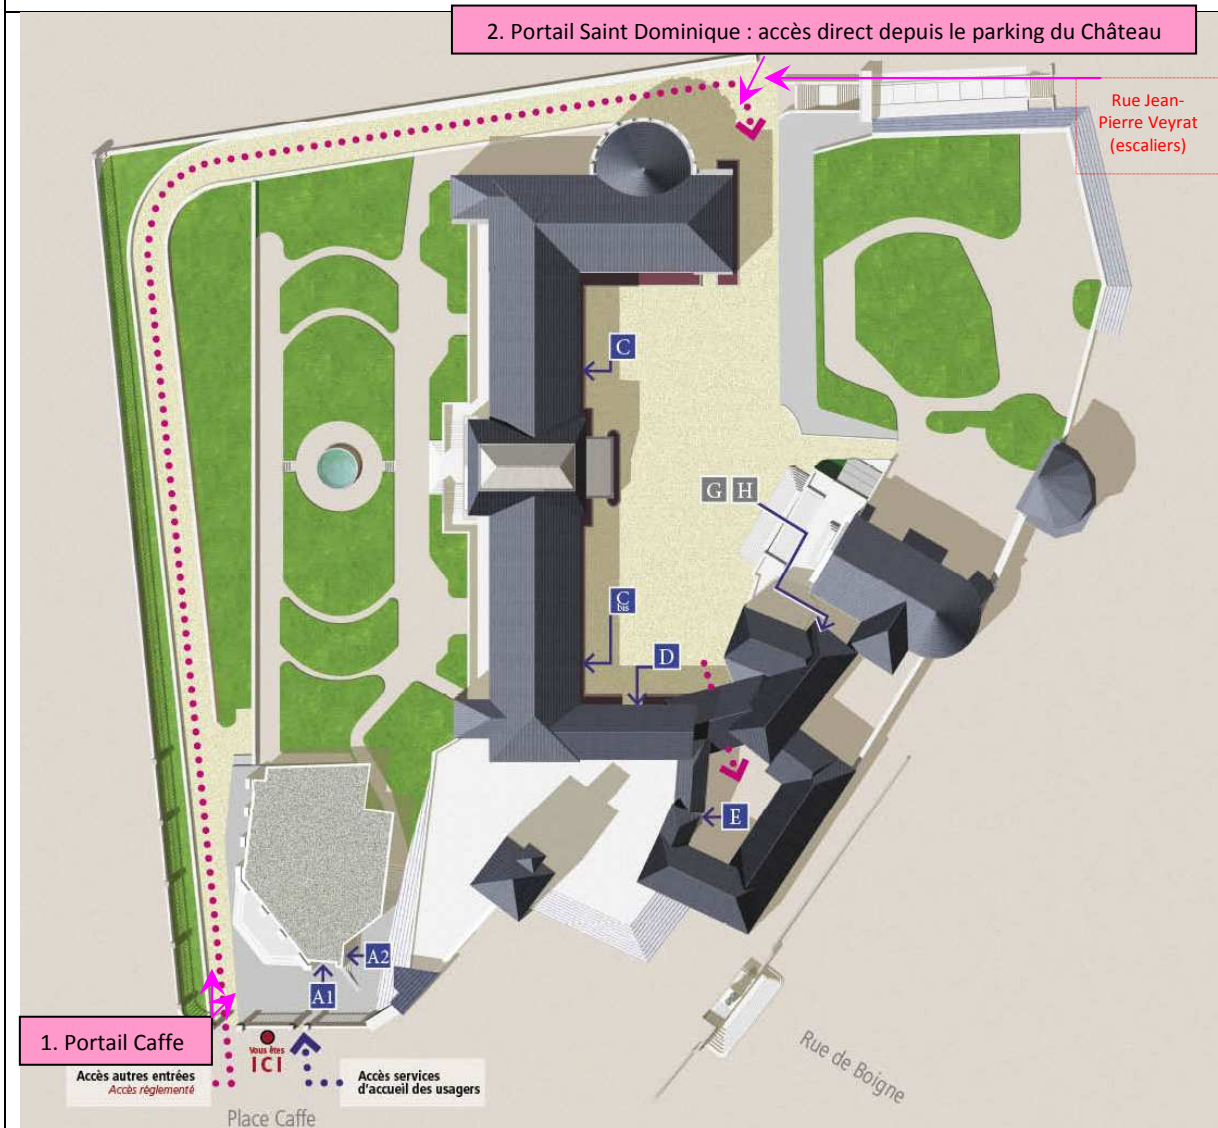 2. Portail Saint Dominique : accès direct depuis le parking du Château
Rue Jean-
Pierre Veyrat
(escaliers)
C
G H
C
bis
D
E
A2
A1
1. Portail Caffe
Vous êtes
ICI
Accès autres entrées
Accès réglementé
Accès services
d'accueil des usagers
Rue de Boigne
Place Caffe